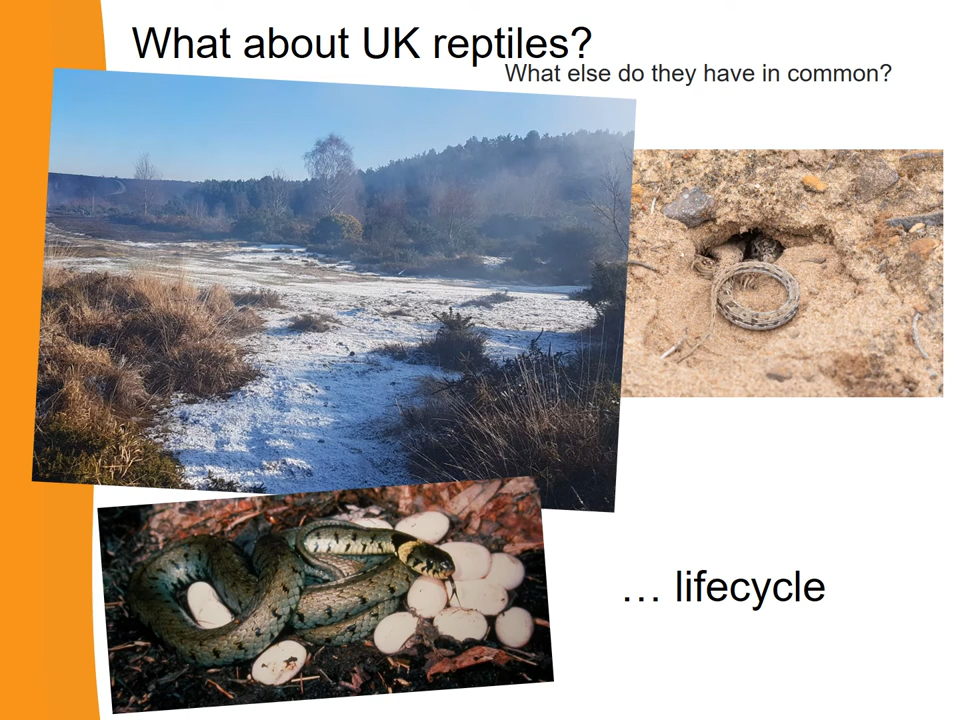 What about UK reptiles?
What else do they have in common?
… lifecycle